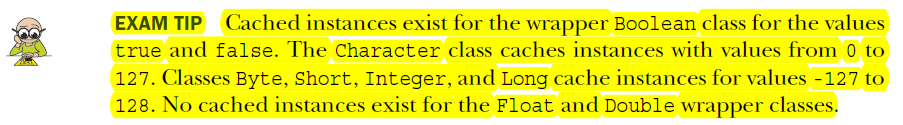 EXAM TIP Cached instances exist for the wrapper Boolean class for the values
true and false. The Character class caches instances with values from 0 to
127. Classes Byte, Short, Integer, and Long cache instances for values -127 to
128. No cached instances exist for the Float and Double wrapper classes.